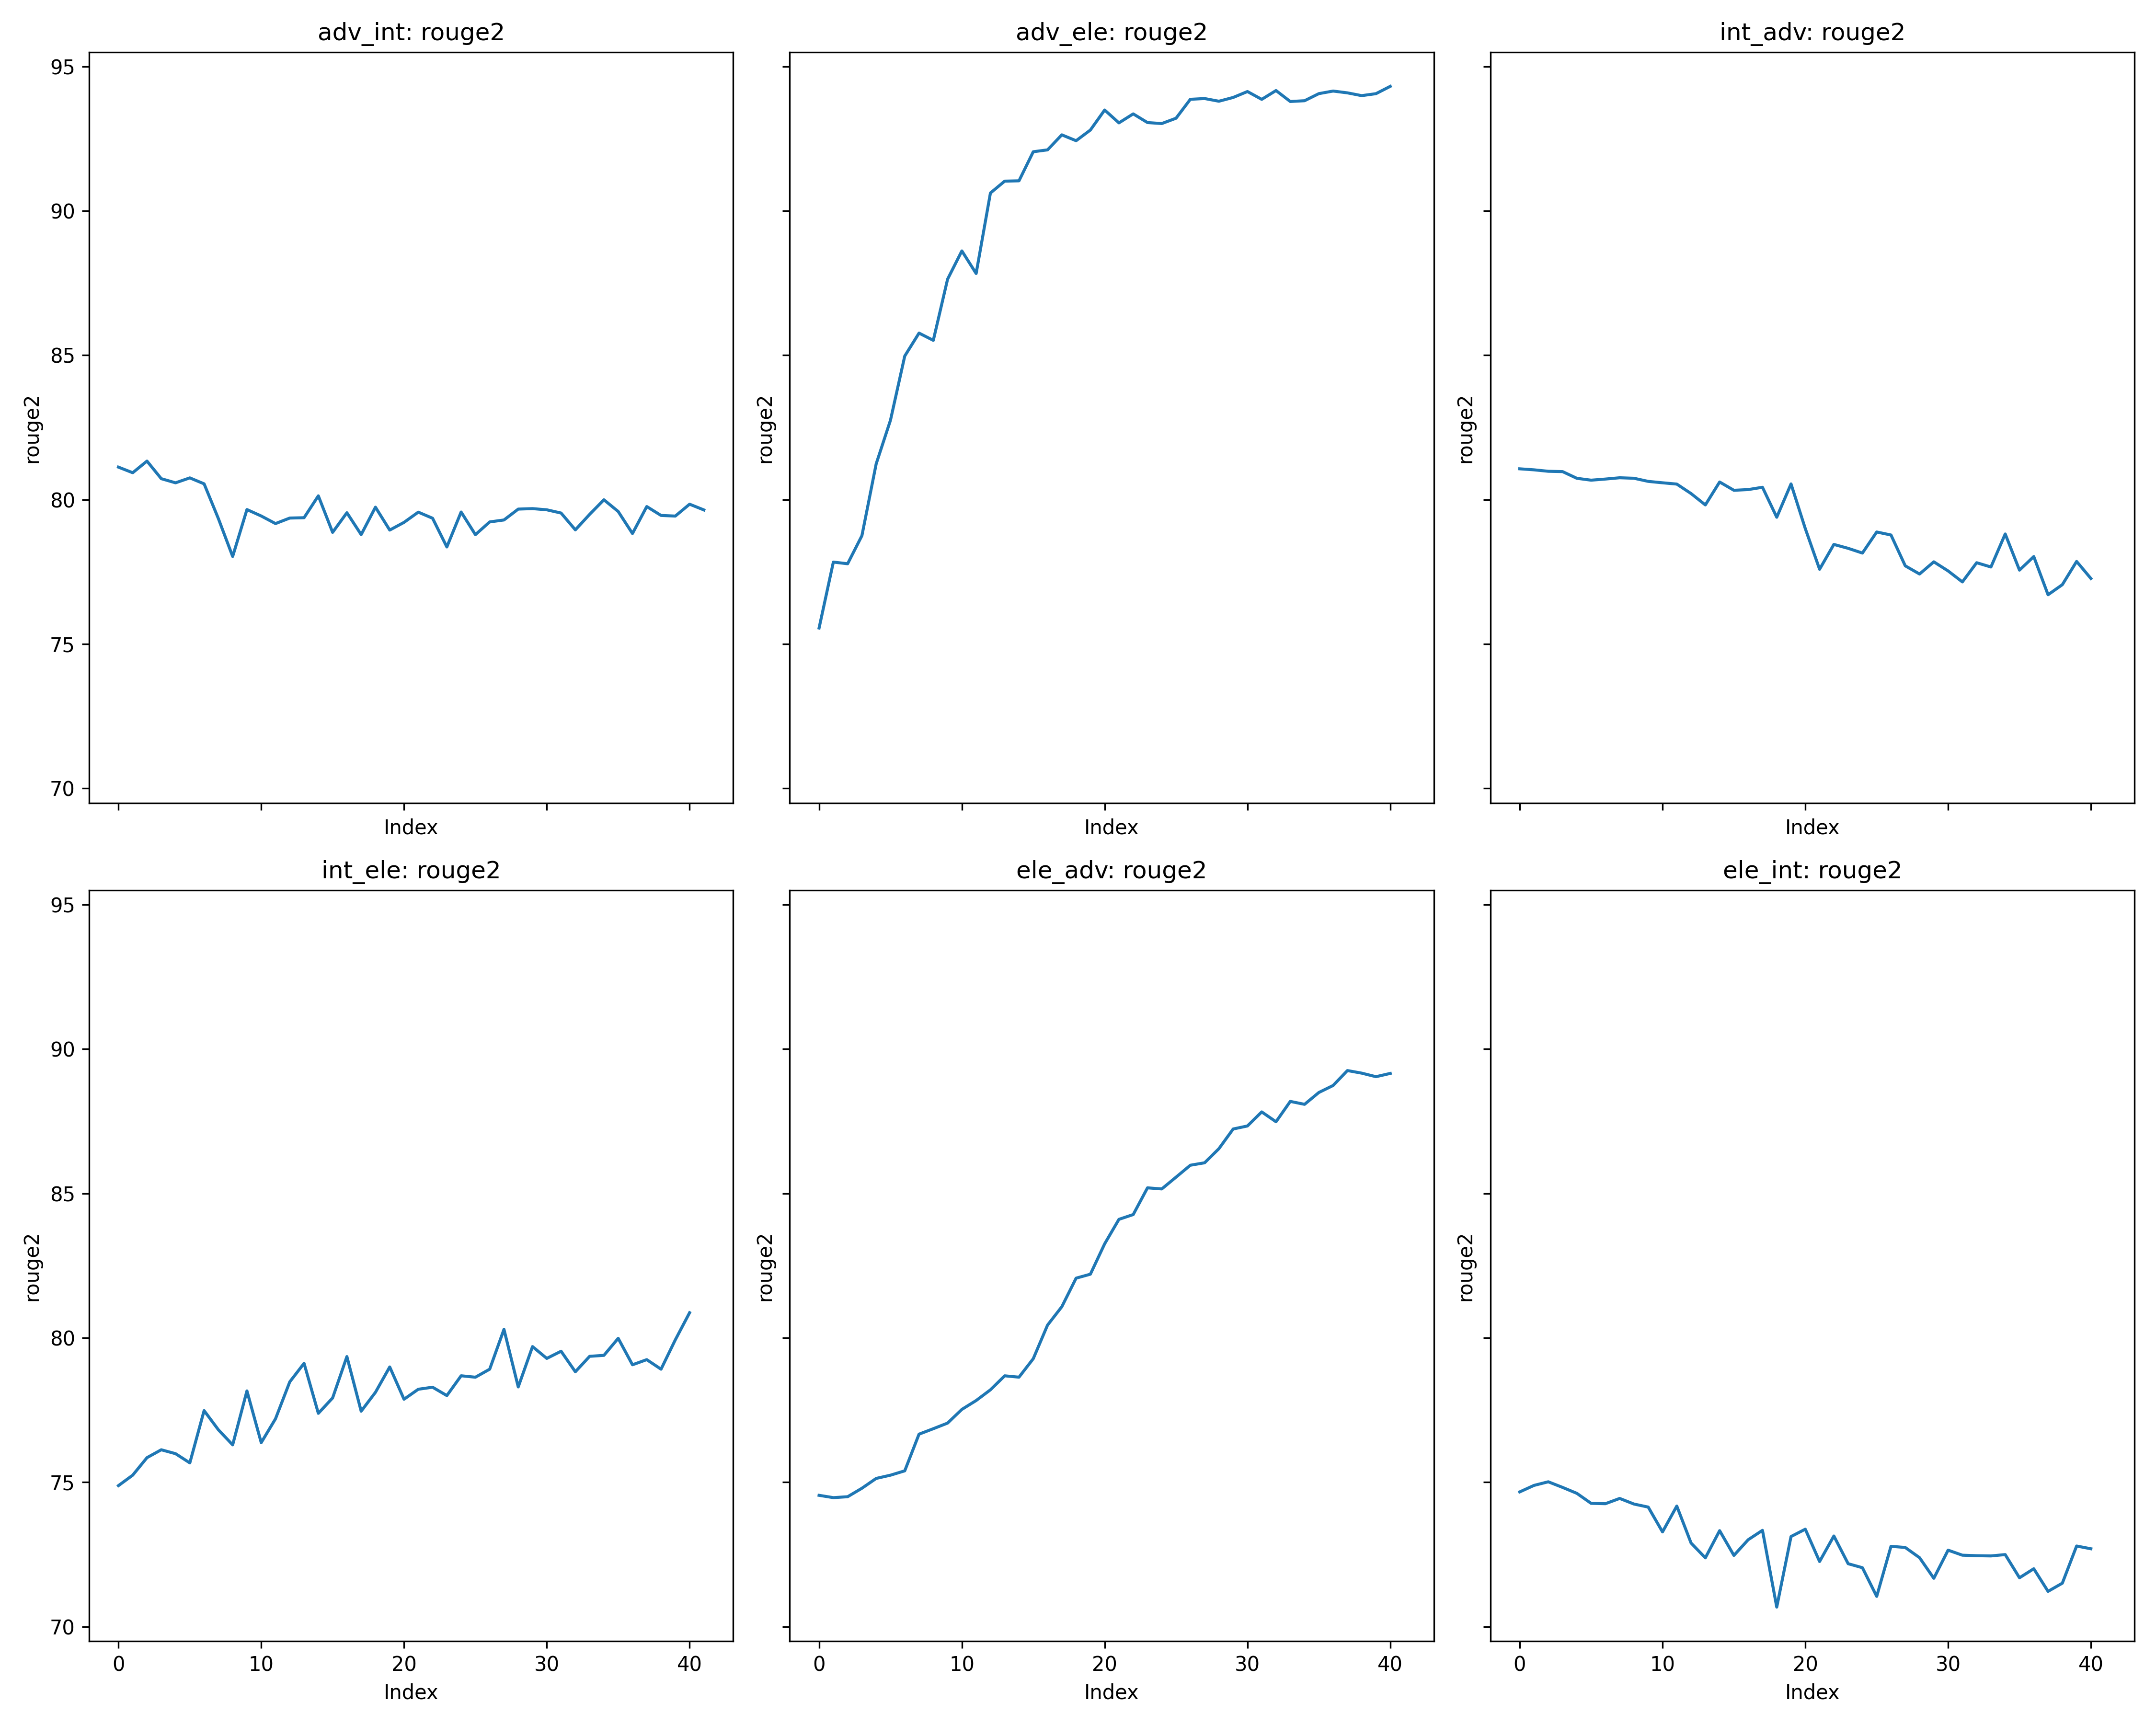 adv_int: rouge2
adv_ele: rouge2
int_adv: rouge2
95
90
85
80
75
70
rouge2
rouge2
rouge2
Index
Index
Index
int_ele: rouge2
ele_adv: rouge2
ele_int: rouge2
95
90
85
80
75
70
rouge2
rouge2
rouge2
0 10 20 30 40
0 10 20 30 40
0 10 20 30 40
Index
Index
Index